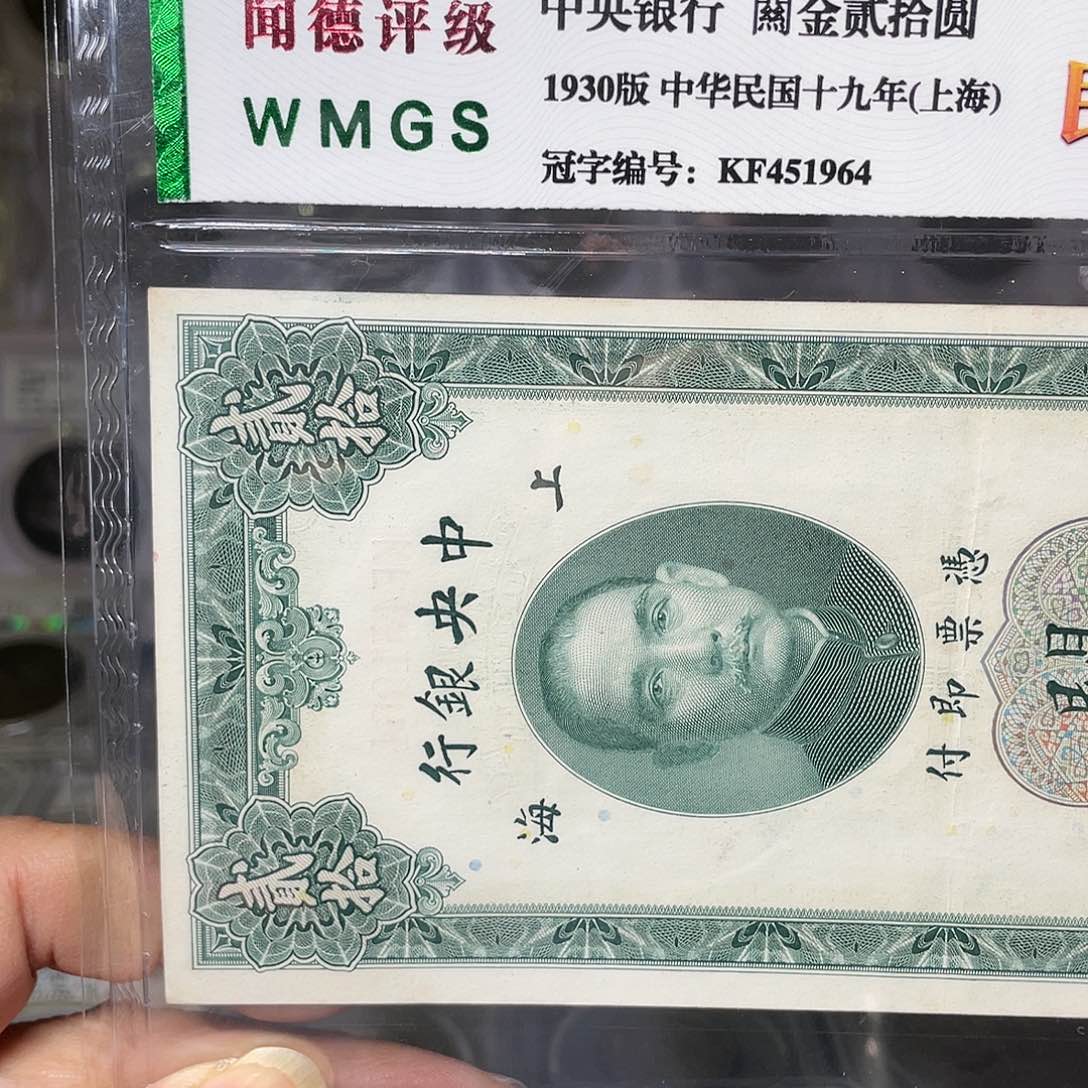 闻德评级
WMGS
中央银行 關金贰拾圆
1930版 中华民国十九年(上海)
冠字编号：KF451964
貳拾
貳拾
中央銀行
上海
憑票即付